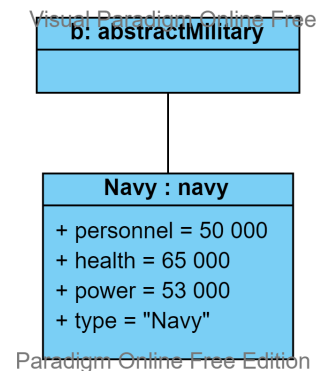 Visual Paradigm Online Free
b: abstractMilitary
Navy : navy
+ personnel = 50 000
+ health = 65 000
+ power = 53 000
+ type = "Navy"
Paradigm Online Free Edition